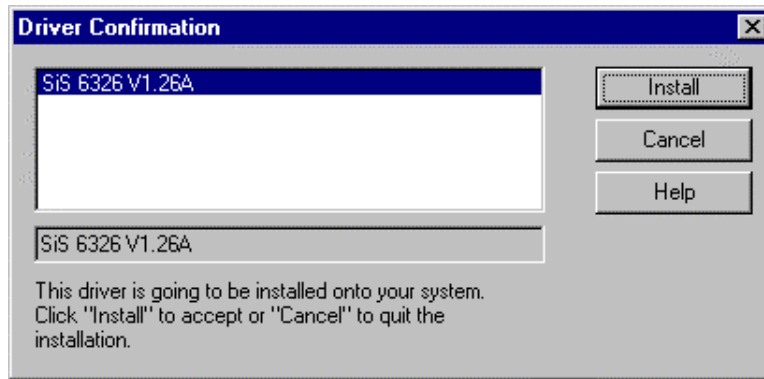 Driver Confirmation
SiS 6326 V1.26A
Install
Cancel
Help
SiS 6326 V1.26A
This driver is going to be installed onto your system.
Click "Install" to accept or "Cancel" to quit the
installation.